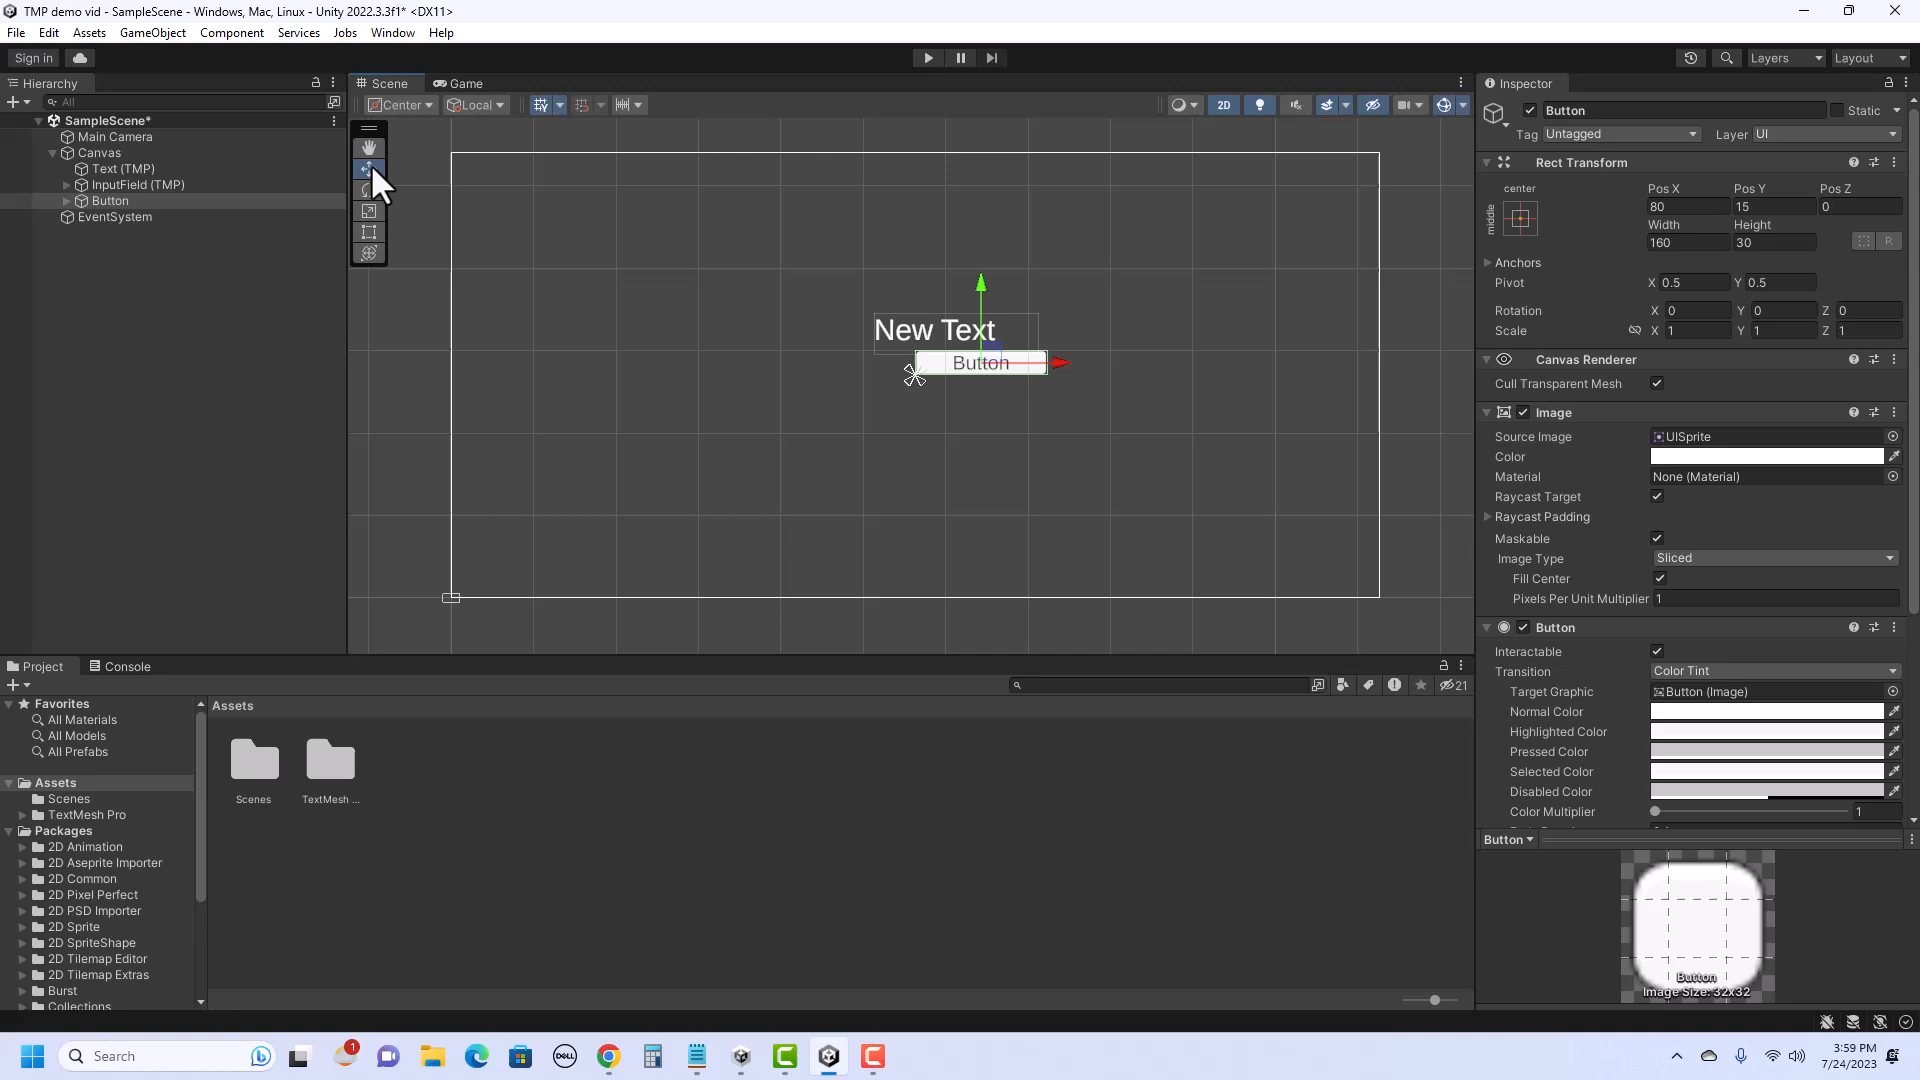 TMP demo vid - SampleScene - Windows, Mac, Linux - Unity 2022.3.3f1* <DX11>
File Edit Assets GameObject Component Services Jobs Window Help
Sign in
Layers
Layout
Hierarchy
All
SampleScene*
Main Camera
Canvas
Text (TMP)
InputField (TMP)
Button
EventSystem
Scene
Game
Center
Local
2D
New Text
Button
Inspector
Button
Static
Tag Untagged
Layer UI
Rect Transform
center
middle
Pos X Pos Y Pos Z
80 15 0
Width Height
160 30
R
Anchors
Pivot X 0.5 Y 0.5
Rotation X 0 Y 0 Z 0
Scale X 1 Y 1 Z 1
Canvas Renderer
Cull Transparent Mesh
Image
Source Image UISprite
Color
Material None (Material)
Raycast Target
Raycast Padding
Maskable
Image Type Sliced
Fill Center
Pixels Per Unit Multiplier 1
Button
Interactable
Transition Color Tint
Target Graphic Button (Image)
Normal Color
Highlighted Color
Pressed Color
Selected Color
Disabled Color
Color Multiplier 1
Button
Button
Image Size: 32x32
Project
Console
21
Favorites
All Materials
All Models
All Prefabs
Assets
Scenes
TextMesh Pro
Packages
2D Animation
2D Aseprite Importer
2D Common
2D Pixel Perfect
2D PSD Importer
2D Sprite
2D SpriteShape
2D Tilemap Editor
2D Tilemap Extras
Burst
Collections
Assets
Scenes
TextMesh ...
Search
1
DELL
3:59 PM
7/24/2023